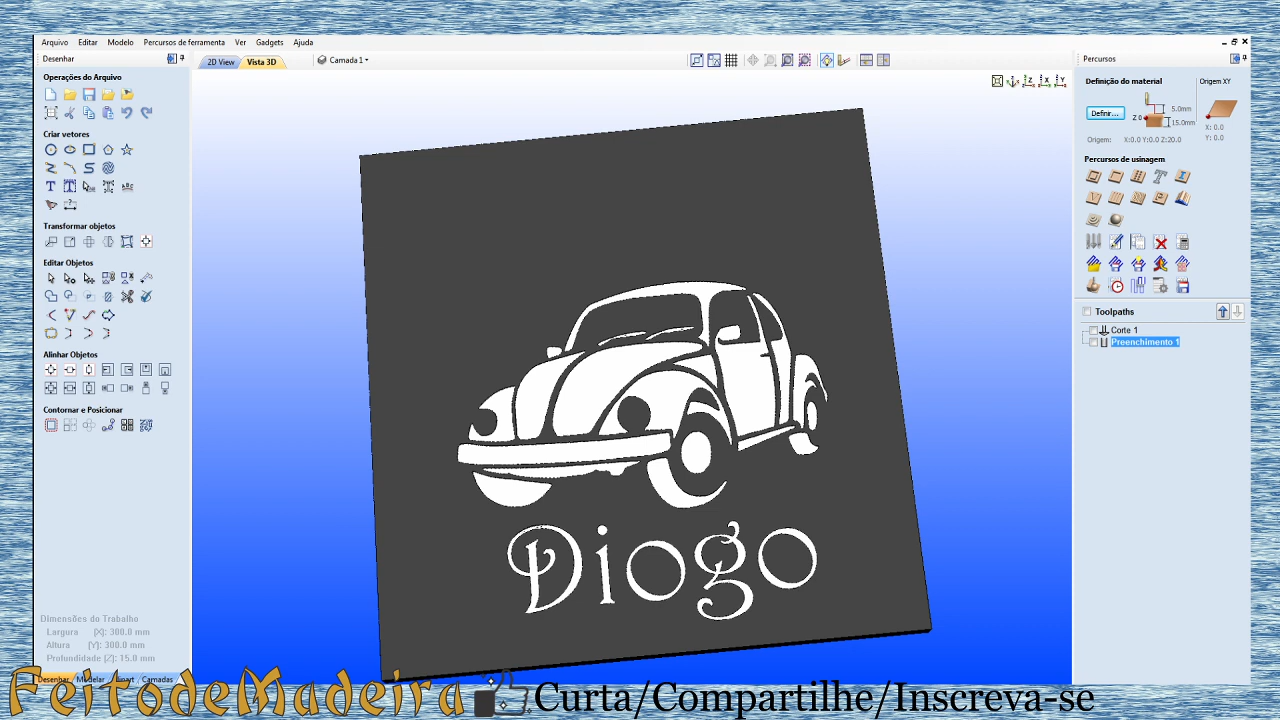 Arquivo Editar Modelo Percursos de ferramenta Ver Gadgets Ajuda
Desenhar
2D View Vista 3D Camada 1
Percursos
Operações do Arquivo
Criar vetores
Transformar objetos
Editar Objetos
Alinhar Objetos
Contornar e Posicionar
Dimensões do Trabalho
Largura [X]: 300.0 mm
Altura [Y]: 300.0 mm
Profundidade [Z]: 15.0 mm
Desenhar Modelar Camadas
Diogo
Definição do material Origem XY
Definir...
Z 0
5.0mm
15.0mm
X: 0.0
Y: 0.0
Origem: X:0.0 Y:0.0 Z:20.0
Percursos de usinagem
Toolpaths
Corte 1
Preenchimento 1
FeitodeMadeira Curta/Compartilhe/Inscreva-se